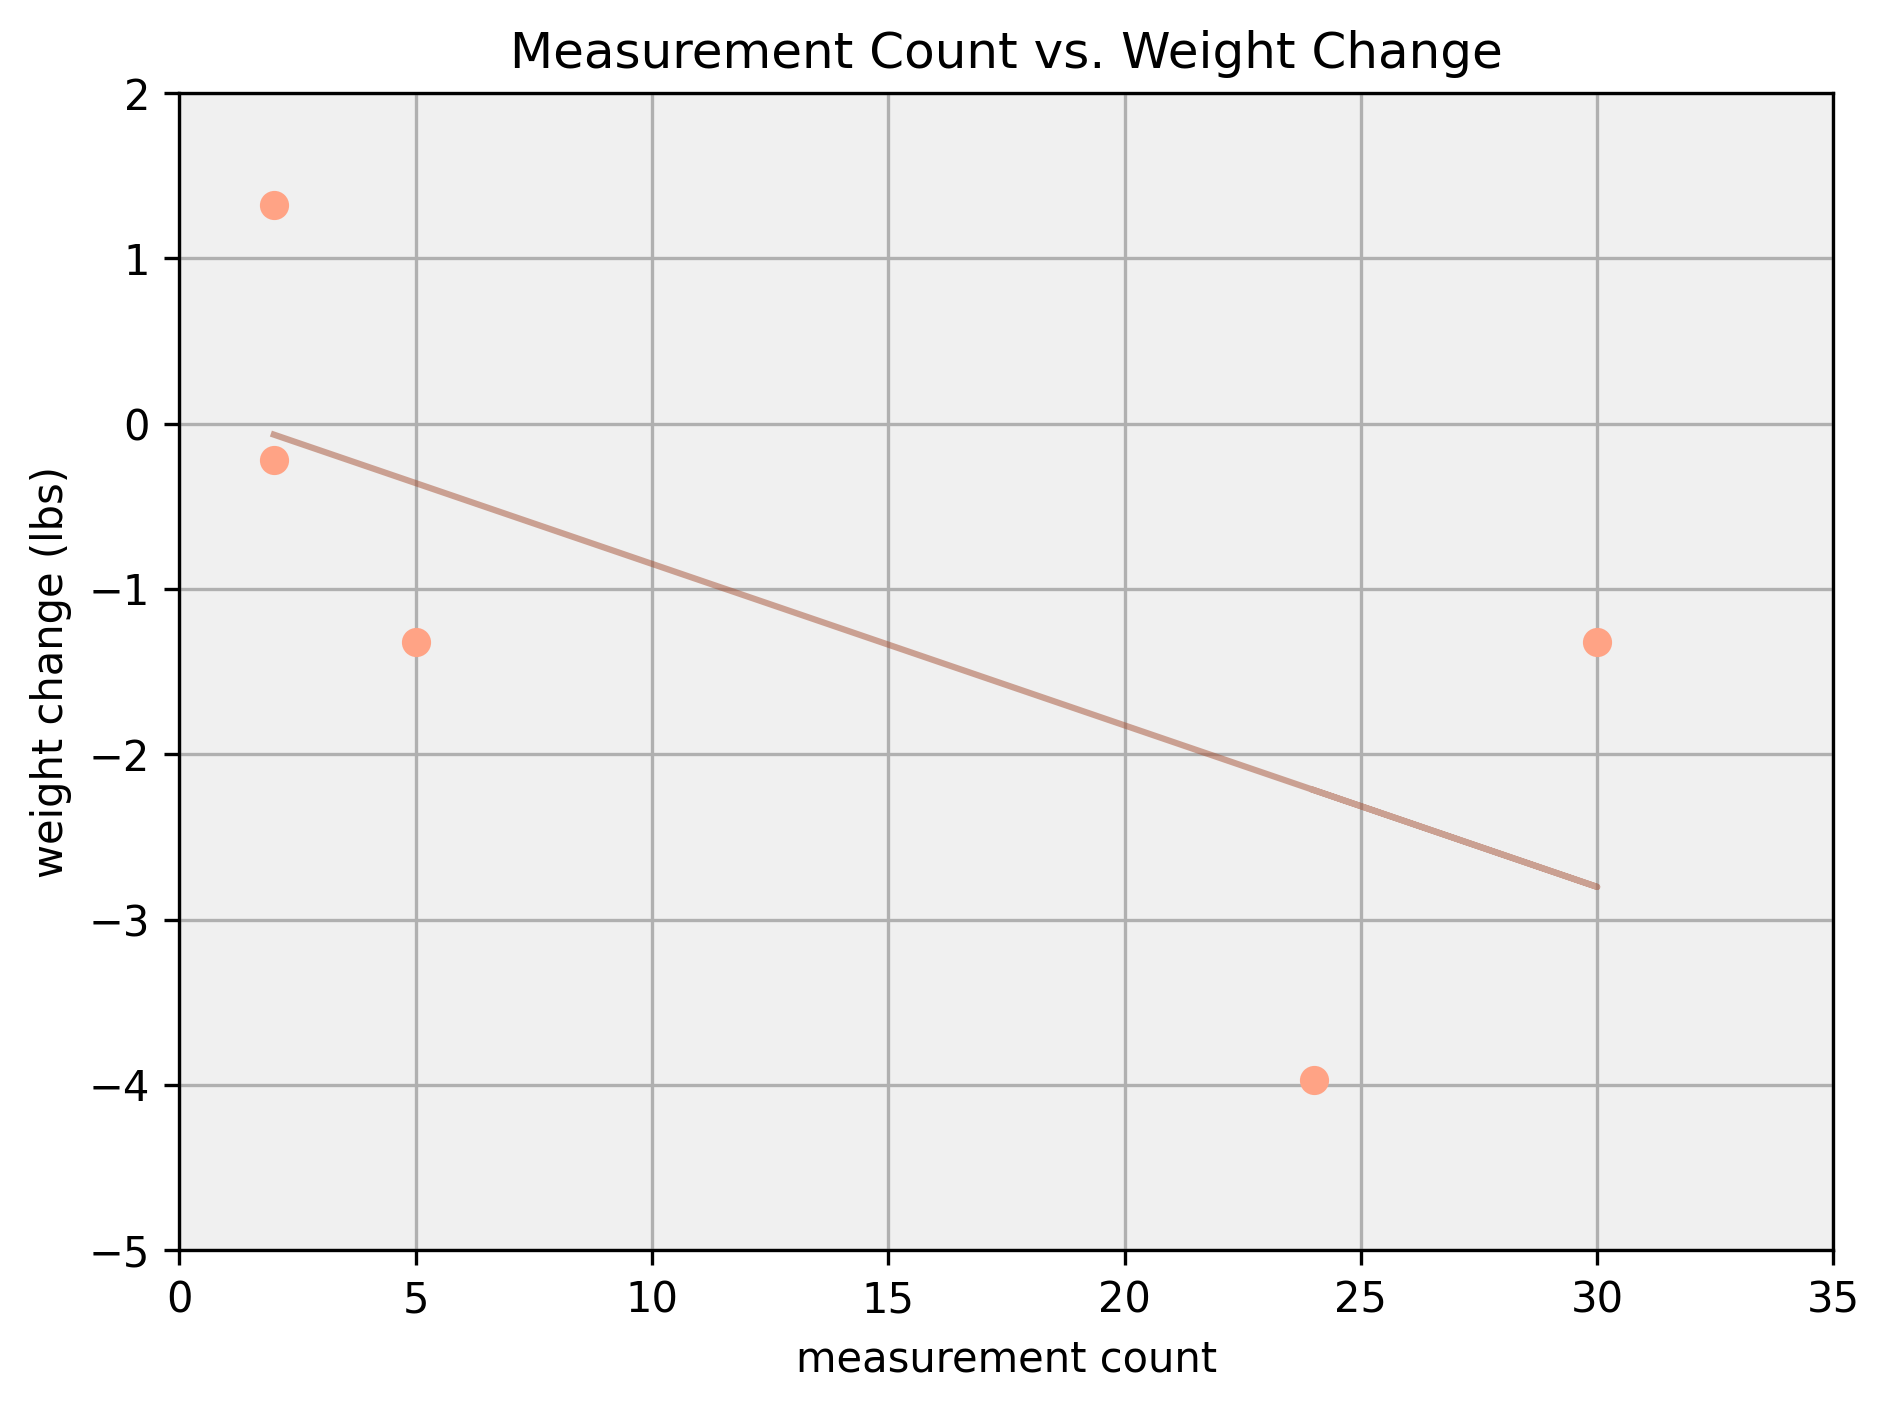 Measurement Count vs. Weight Change
2
1
0
−1
−2
−3
−4
−5
weight change (lbs)
0 5 10 15 20 25 30 35
measurement count